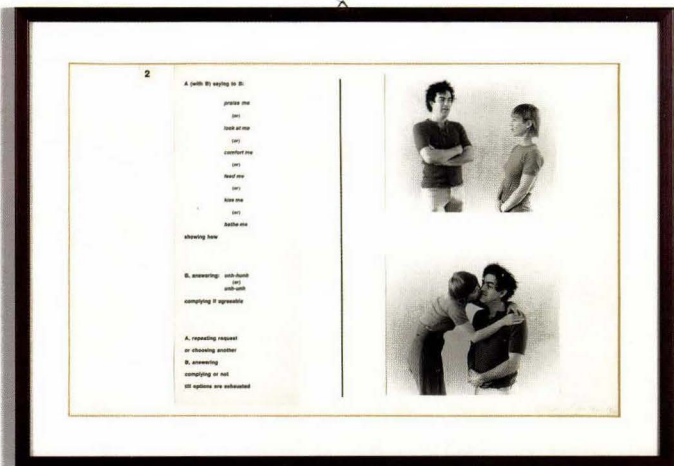 2
A (with B) saying to B:
praise me
(or)
look at me
(or)
comfort me
(or)
feed me
(or)
kiss me
(or)
bathe me
showing how
B, answering: unh-hunh
(or)
unh-unh
complying if agreeable
A, repeating request
or choosing another
B, answering
complying or not
till options are exhausted